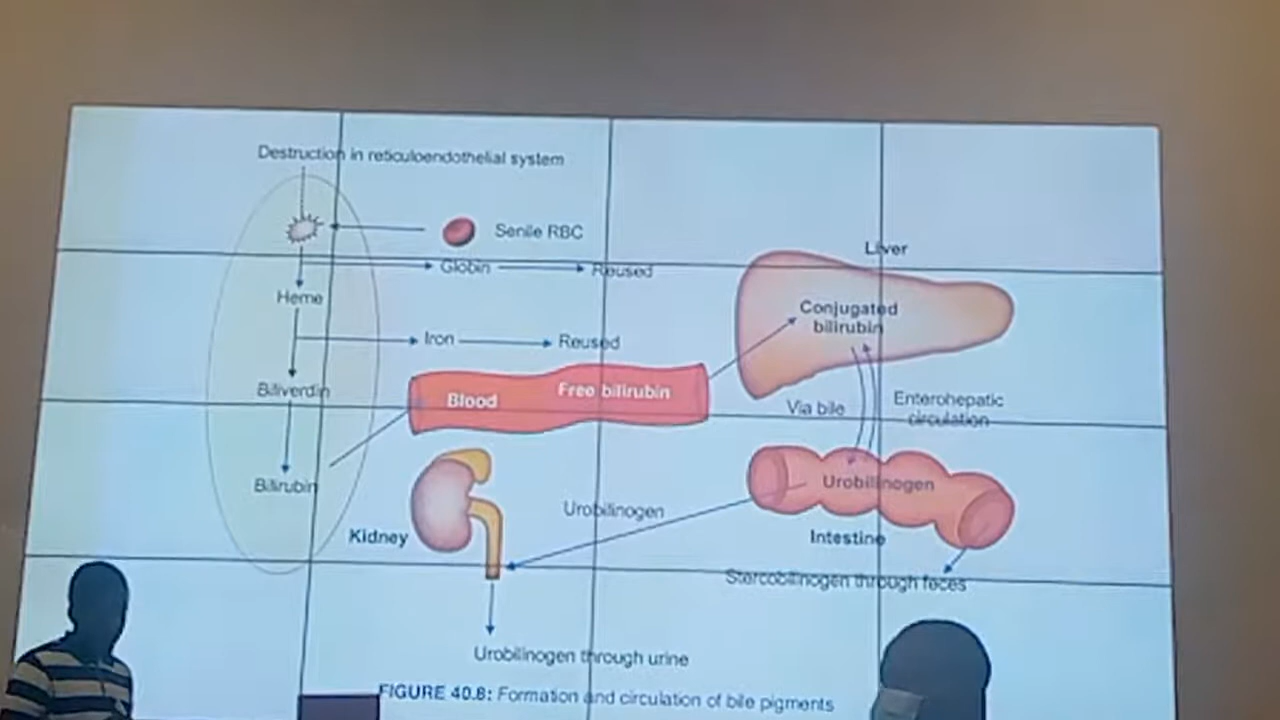 Destruction in reticuloendothelial system
Senile RBC
Globin
Reused
Heme
Iron
Reused
Biliverdin
Bilirubin
Blood
Free bilirubin
Liver
Conjugated
bilirubin
Via bile
Enterohepatic
circulation
Urobilinogen
Intestine
Urobilinogen
Kidney
Stercobilinogen through feces
Urobilinogen through urine
FIGURE 40.8: Formation and circulation of bile pigments